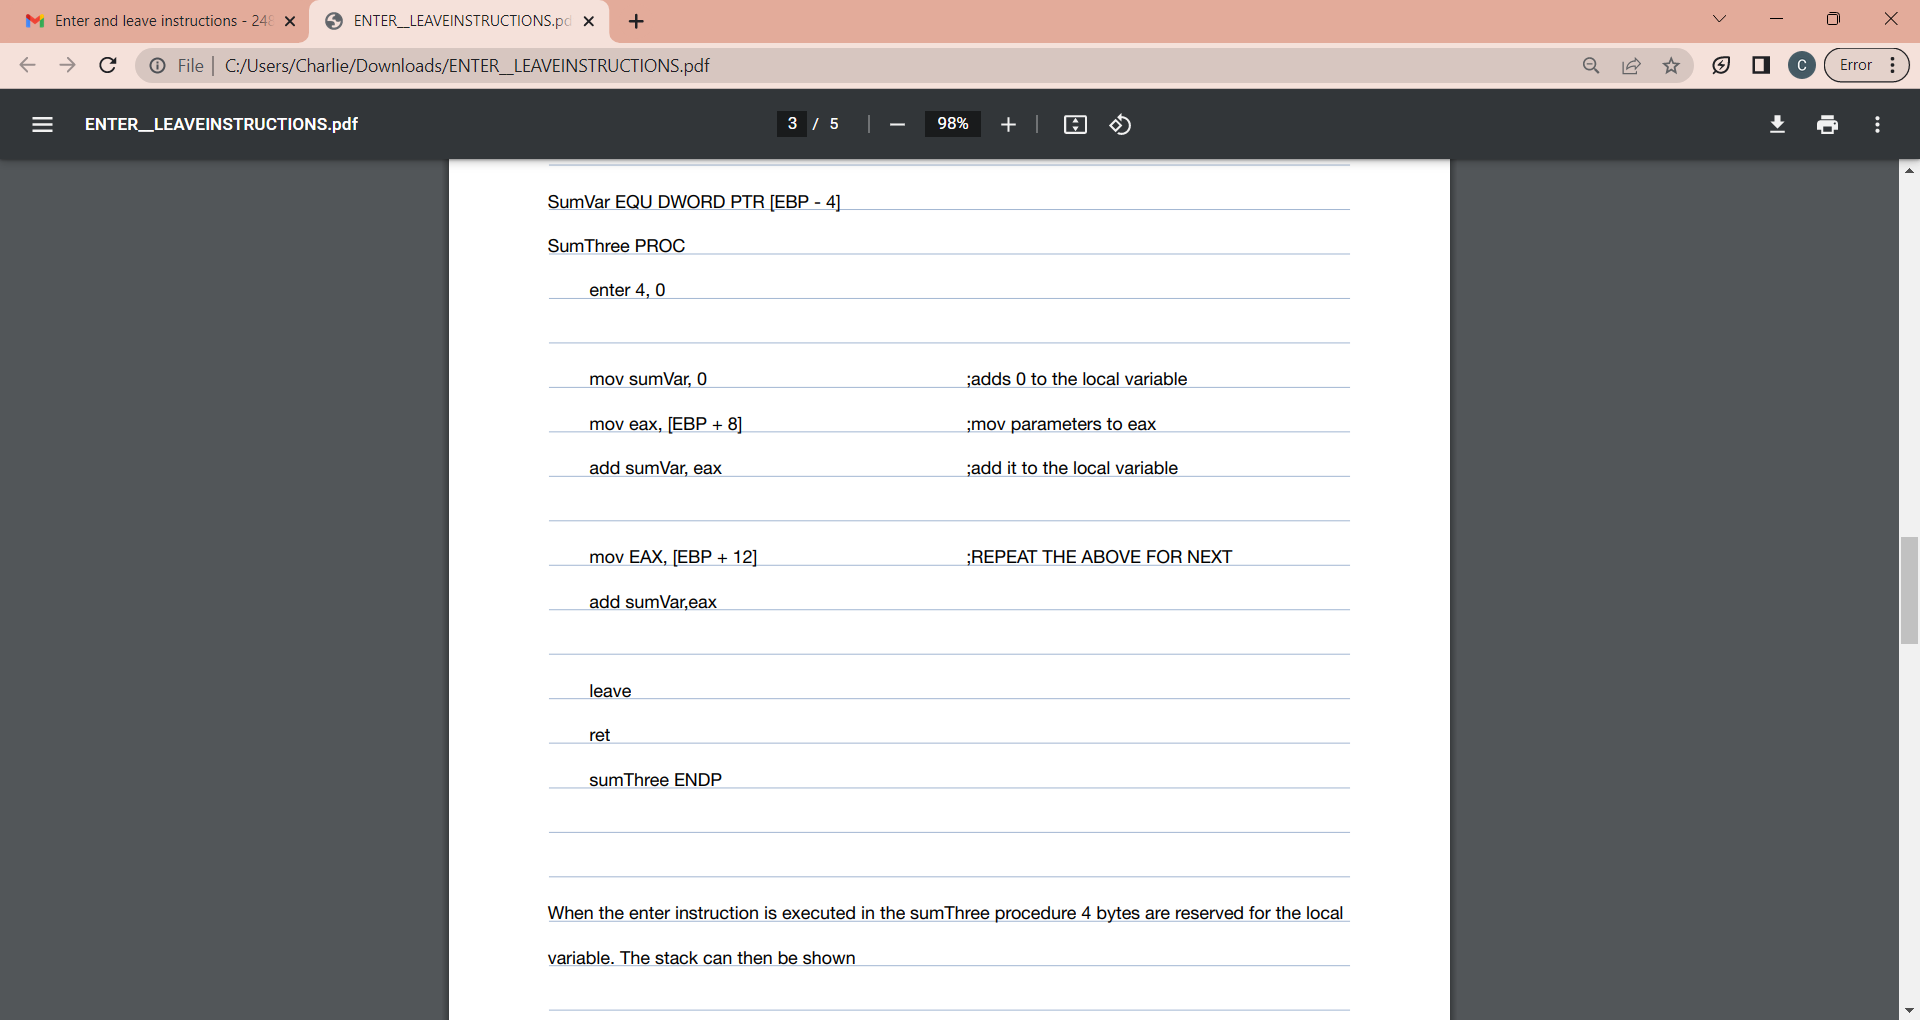 Enter and leave instructions - 248
ENTER__LEAVEINSTRUCTIONS.pd
File
C:/Users/Charlie/Downloads/ENTER__LEAVEINSTRUCTIONS.pdf
C
Error
ENTER__LEAVEINSTRUCTIONS.pdf
3 / 5
98%
SumVar EQU DWORD PTR [EBP - 4]
SumThree PROC
enter 4, 0
mov sumVar, 0 ;adds 0 to the local variable
mov eax, [EBP + 8] ;mov parameters to eax
add sumVar, eax ;add it to the local variable
mov EAX, [EBP + 12] ;REPEAT THE ABOVE FOR NEXT
add sumVar,eax
leave
ret
sumThree ENDP
When the enter instruction is executed in the sumThree procedure 4 bytes are reserved for the local
variable. The stack can then be shown